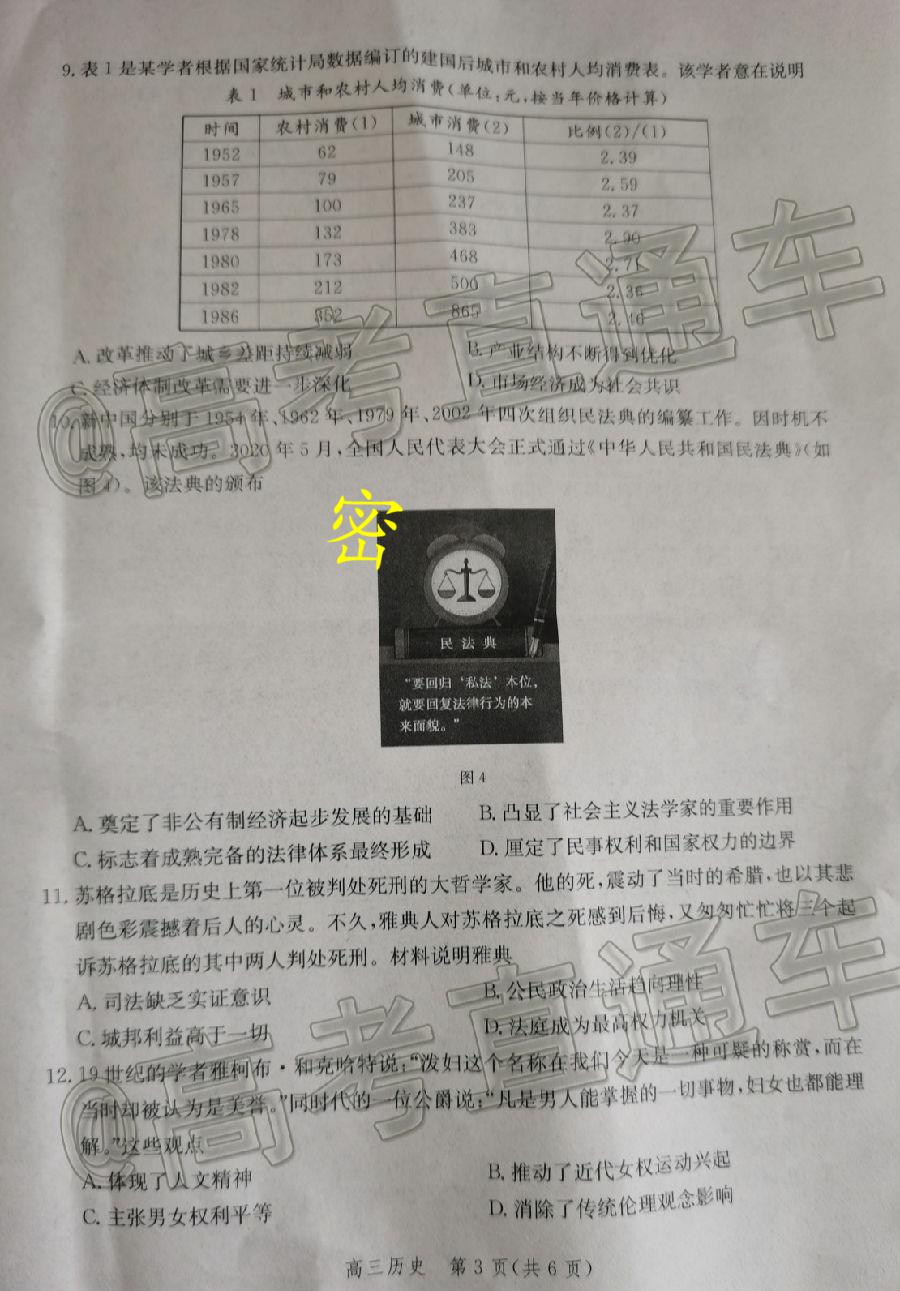 9. 表1是某学者根据国家统计局数据编订的建国后城市和农村人均消费表。该学者意在说明
表1 城市和农村人均消费(单位:元,按当年价格计算)
时间 农村消费(1) 城市消费(2) 比例(2)/(1)
1952 62 148 2.39
1957 79 205 2.59
1965 100 237 2.37
1978 132 383 2.90
1980 173 468 2.71
1982 212 500 2.36
1986 352 865 2.46
A. 改革推动下城乡差距持续减弱 B. 产业结构不断得到优化
C. 经济体制改革需要进一步深化 D. 市场经济成为社会共识
10. 新中国分别于1954年、1962年、1979年、2002年四次组织民法典的编纂工作。因时机不
成熟,均未成功。3020年5月,全国人民代表大会正式通过《中华人民共和国民法典》(如
图4)。该法典的颁布
密
民法典
“要回归‘私法’本位,
就要回复法律行为的本
来面貌。”
图4
A. 奠定了非公有制经济起步发展的基础 B. 凸显了社会主义法学家的重要作用
C. 标志着成熟完备的法律体系最终形成 D. 厘定了民事权利和国家权力的边界
11. 苏格拉底是历史上第一位被判处死刑的大哲学家。他的死,震动了当时的希腊,也以其悲
剧色彩震撼着后人的心灵。不久,雅典人对苏格拉底之死感到后悔,又匆匆忙忙将三个起
诉苏格拉底的其中两人判处死刑。材料说明雅典
A. 司法缺乏实证意识 B. 公民政治生活趋向理性
C. 城邦利益高于一切 D. 法庭成为最高权力机关
12. 19世纪的学者雅柯布·和克哈特说:“泼妇这个名称在我们今天是一种可疑的称赏,而在
当时却被认为是美誉。”同时代的一位公爵说:“凡是男人能掌握的一切事物,妇女也都能理
解。”这些观点
A. 体现了人文精神 B. 推动了近代女权运动兴起
C. 主张男女权利平等 D. 消除了传统伦理观念影响
高三历史 第3页(共6页)
@高考直通车
@高考直通车